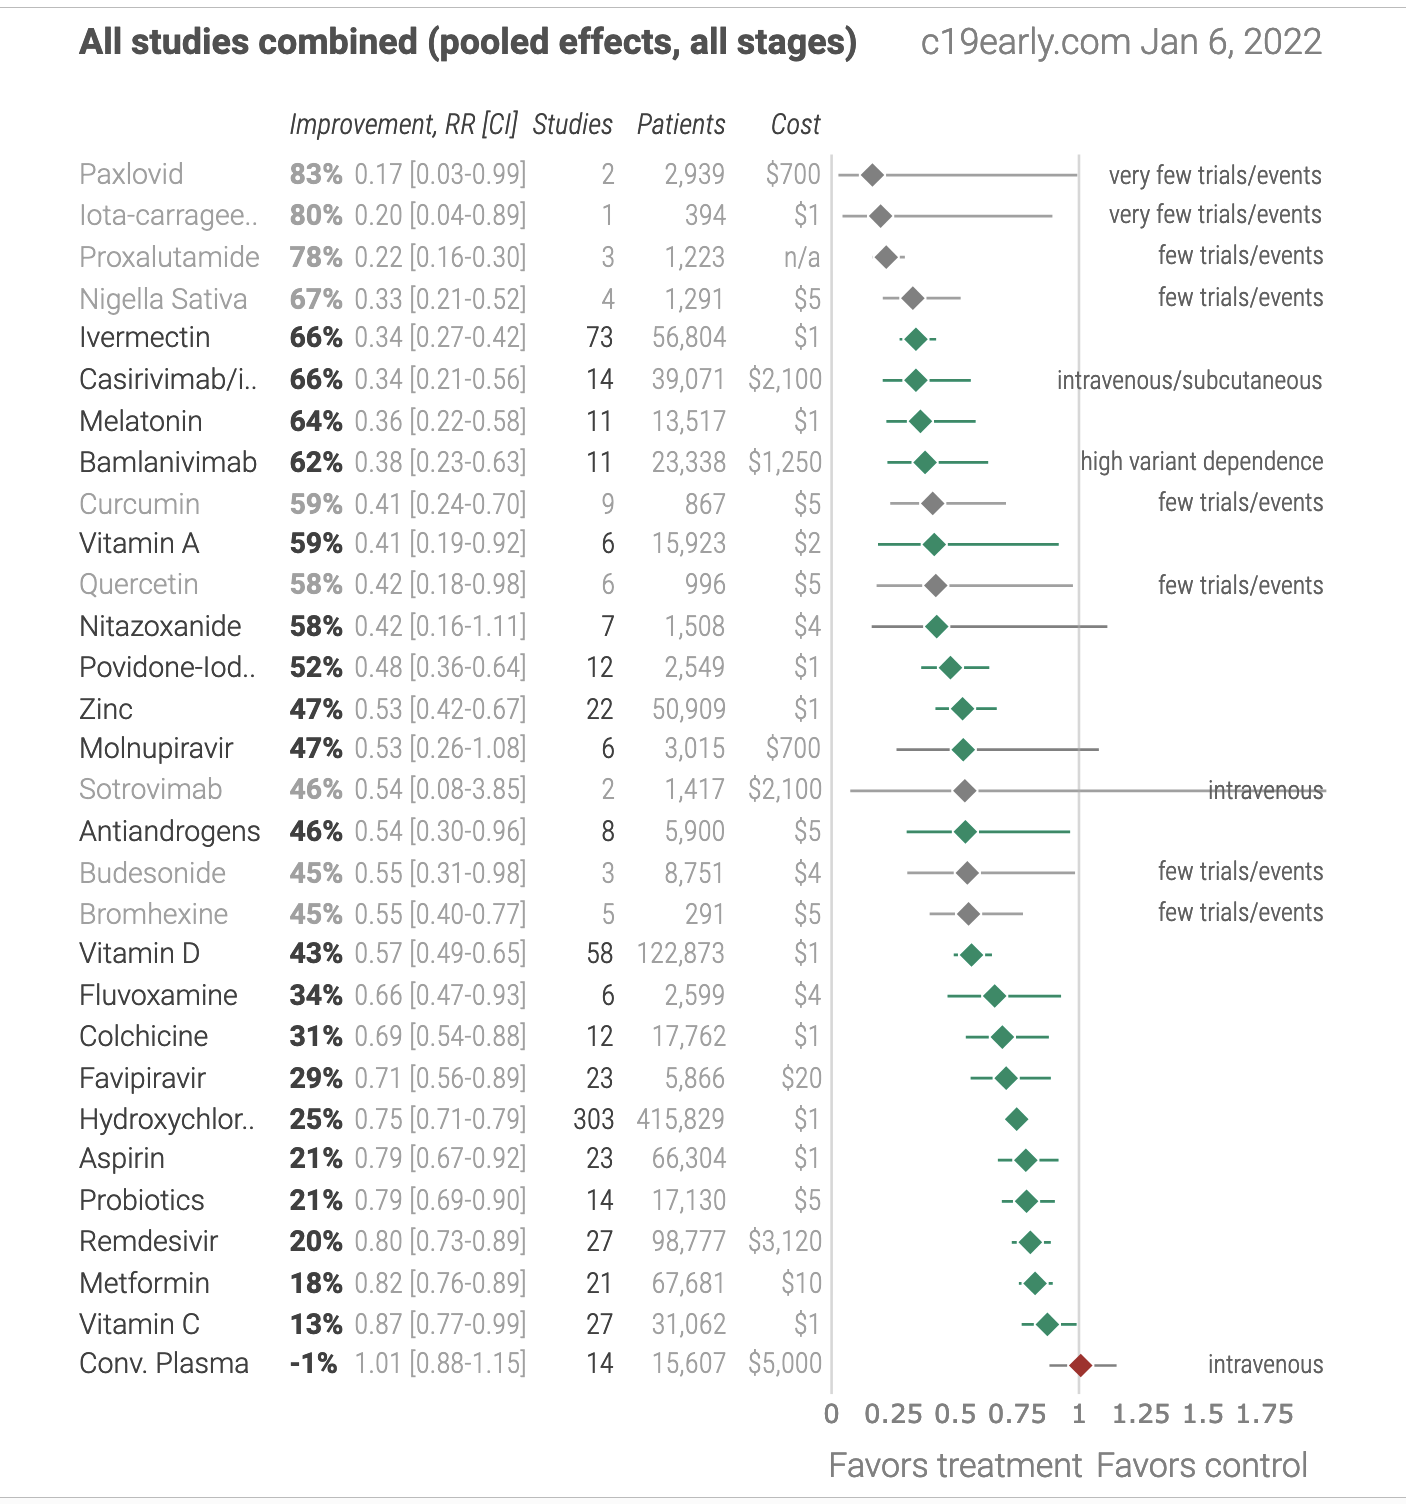 All studies combined (pooled effects, all stages) c19early.com Jan 6, 2022
Improvement, RR [CI] Studies Patients Cost
Paxlovid 83% 0.17 [0.03-0.99] 2 2,939 $700 very few trials/events
Iota-carragee.. 80% 0.20 [0.04-0.89] 1 394 $1 very few trials/events
Proxalutamide 78% 0.22 [0.16-0.30] 3 1,223 n/a few trials/events
Nigella Sativa 67% 0.33 [0.21-0.52] 4 1,291 $5 few trials/events
Ivermectin 66% 0.34 [0.27-0.42] 73 56,804 $1
Casirivimab/i.. 66% 0.34 [0.21-0.56] 14 39,071 $2,100 intravenous/subcutaneous
Melatonin 64% 0.36 [0.22-0.58] 11 13,517 $1
Bamlanivimab 62% 0.38 [0.23-0.63] 11 23,338 $1,250 high variant dependence
Curcumin 59% 0.41 [0.24-0.70] 9 867 $5 few trials/events
Vitamin A 59% 0.41 [0.19-0.92] 6 15,923 $2
Quercetin 58% 0.42 [0.18-0.98] 6 996 $5 few trials/events
Nitazoxanide 58% 0.42 [0.16-1.11] 7 1,508 $4
Povidone-Iod.. 52% 0.48 [0.36-0.64] 12 2,549 $1
Zinc 47% 0.53 [0.42-0.67] 22 50,909 $1
Molnupiravir 47% 0.53 [0.26-1.08] 6 3,015 $700
Sotrovimab 46% 0.54 [0.08-3.85] 2 1,417 $2,100 intravenous
Antiandrogens 46% 0.54 [0.30-0.96] 8 5,900 $5
Budesonide 45% 0.55 [0.31-0.98] 3 8,751 $4 few trials/events
Bromhexine 45% 0.55 [0.40-0.77] 5 291 $5 few trials/events
Vitamin D 43% 0.57 [0.49-0.65] 58 122,873 $1
Fluvoxamine 34% 0.66 [0.47-0.93] 6 2,599 $4
Colchicine 31% 0.69 [0.54-0.88] 12 17,762 $1
Favipiravir 29% 0.71 [0.56-0.89] 23 5,866 $20
Hydroxychlor.. 25% 0.75 [0.71-0.79] 303 415,829 $1
Aspirin 21% 0.79 [0.67-0.92] 23 66,304 $1
Probiotics 21% 0.79 [0.69-0.90] 14 17,130 $5
Remdesivir 20% 0.80 [0.73-0.89] 27 98,777 $3,120
Metformin 18% 0.82 [0.76-0.89] 21 67,681 $10
Vitamin C 13% 0.87 [0.77-0.99] 27 31,062 $1
Conv. Plasma -1% 1.01 [0.88-1.15] 14 15,607 $5,000 intravenous
0 0.25 0.5 0.75 1 1.25 1.5 1.75
Favors treatment Favors control